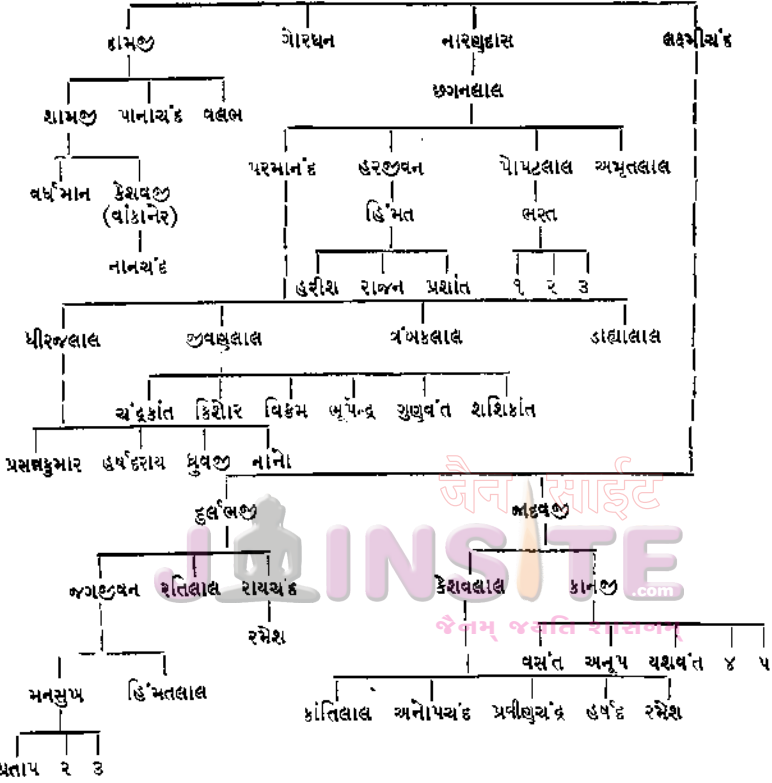 દામજી ગોરધન નારણદાસ લક્ષ્મીચંદ
છગનલાલ
શામજી પાનાચંદ વલભ
પરમાનંદ હરજીવન પોપટલાલ અમૃતલાલ
વર્ધમાન કેશવજી
(વાંકાનેર)
હિંમત ભરત
નાનચંદ
હરીશ રાજન પ્રશાંત ૧ ૨ ૩
ધીરજલાલ જીવણલાલ ત્રંબકલાલ ડાહ્યાલાલ
ચંદ્રકાંત કિશોર વિક્રમ ભૂપેન્દ્ર ગુણવંત શશિકાંત
પ્રસન્નકુમાર હર્ષદરાય ધ્રુવજી નાનો
જૈન સાઈટ
દુર્લભજી જાદવજી
JAINSITE.com
જગજીવન રતિલાલ રાયચંદ કેશવલાલ કાનજી
જૈનમ્ જયતિ શાસનમ્
રમેશ
વસંત અનૂપ યશવંત ૪ ૫
મનસુખ હિંમતલાલ
કાંતિલાલ અનોપચંદ પ્રવીણચંદ્ર હર્ષદ રમેશ
પ્રતાપ ૨ ૩